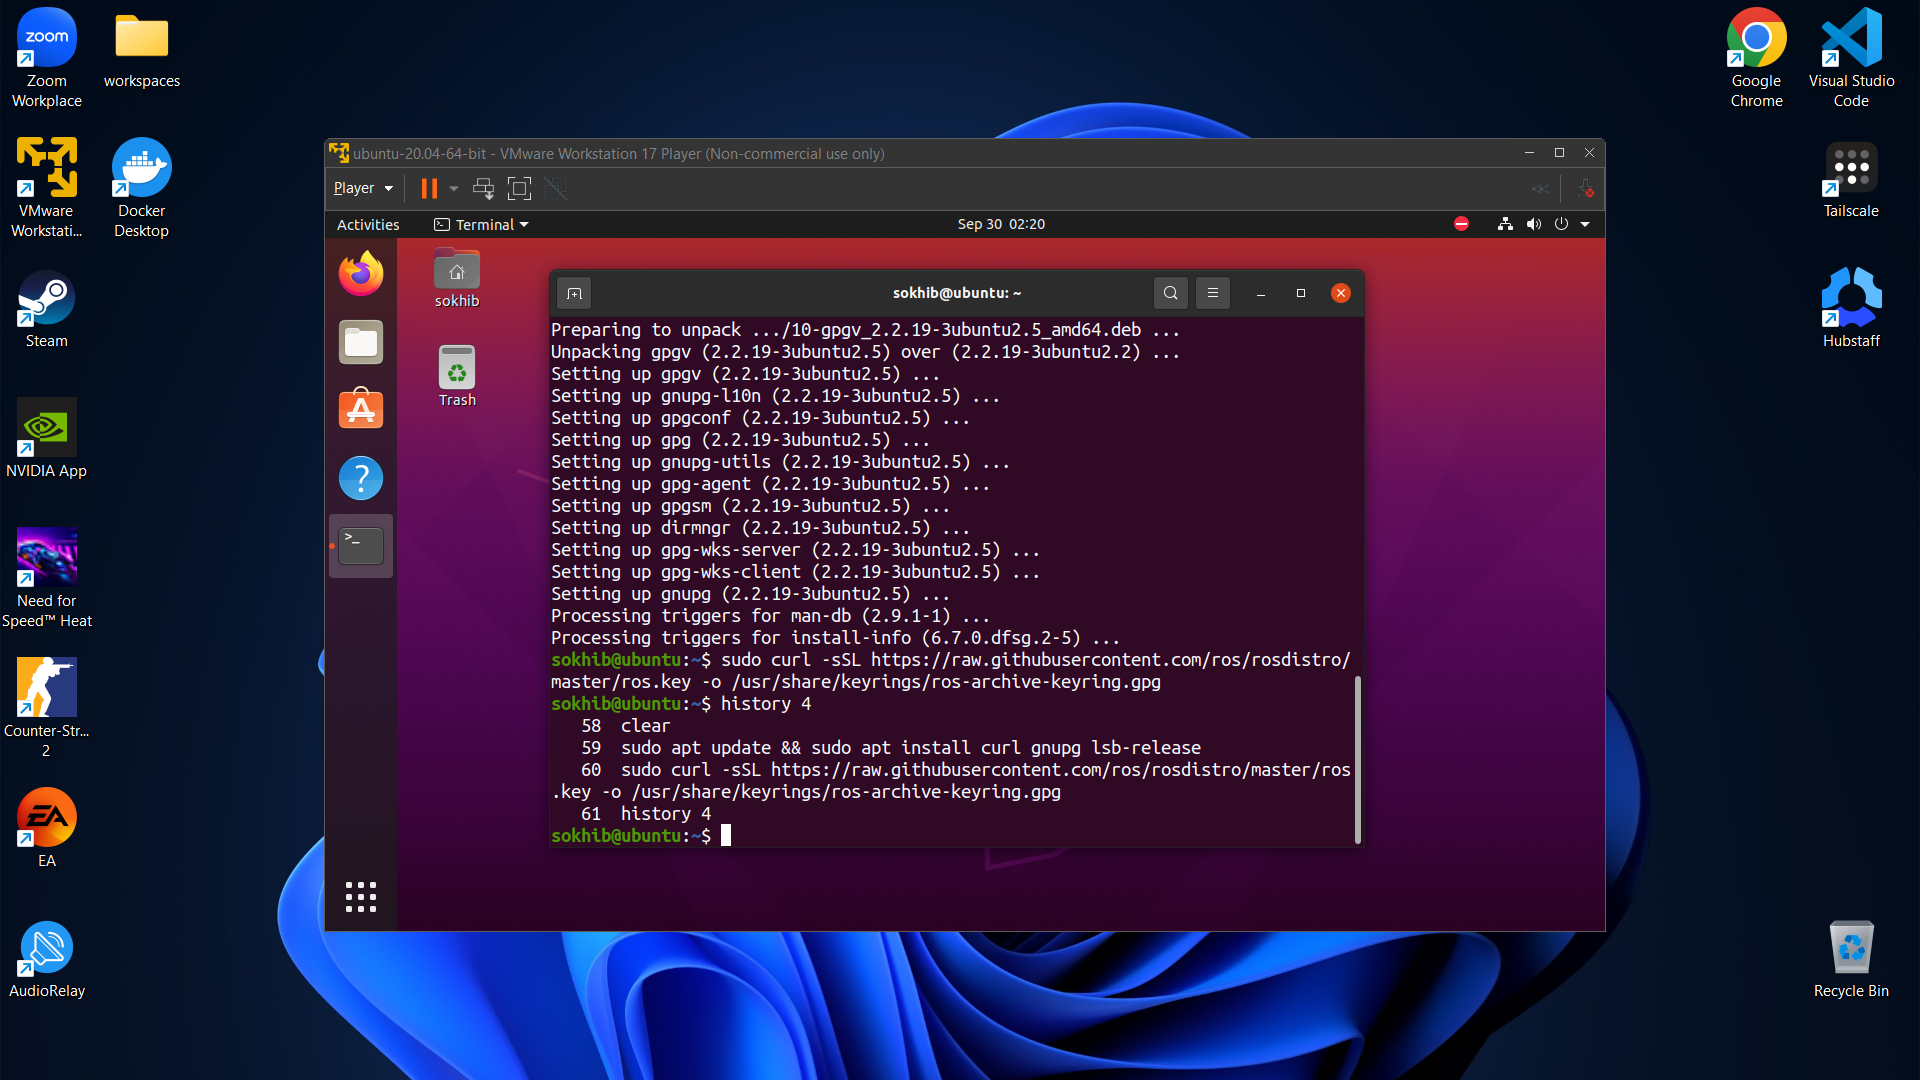 zoom
Zoom
Workplace
workspaces
VMware
Workstati...
Docker
Desktop
Steam
NVIDIA App
Need for
Speed™ Heat
Counter-Str...
2
EA
EA
AudioRelay
Google
Chrome
Visual Studio
Code
Tailscale
Hubstaff
Recycle Bin
ubuntu-20.04-64-bit - VMware Workstation 17 Player (Non-commercial use only)
Player
Activities
Terminal
Sep 30 02:20
sokhib
Trash
sokhib@ubuntu: ~
Preparing to unpack .../10-gpgv_2.2.19-3ubuntu2.5_amd64.deb ...
Unpacking gpgv (2.2.19-3ubuntu2.5) over (2.2.19-3ubuntu2.2) ...
Setting up gpgv (2.2.19-3ubuntu2.5) ...
Setting up gnupg-l10n (2.2.19-3ubuntu2.5) ...
Setting up gpgconf (2.2.19-3ubuntu2.5) ...
Setting up gpg (2.2.19-3ubuntu2.5) ...
Setting up gnupg-utils (2.2.19-3ubuntu2.5) ...
Setting up gpg-agent (2.2.19-3ubuntu2.5) ...
Setting up gpgsm (2.2.19-3ubuntu2.5) ...
Setting up dirmngr (2.2.19-3ubuntu2.5) ...
Setting up gpg-wks-server (2.2.19-3ubuntu2.5) ...
Setting up gpg-wks-client (2.2.19-3ubuntu2.5) ...
Setting up gnupg (2.2.19-3ubuntu2.5) ...
Processing triggers for man-db (2.9.1-1) ...
Processing triggers for install-info (6.7.0.dfsg.2-5) ...
sokhib@ubuntu:~$ sudo curl -sSL https://raw.githubusercontent.com/ros/rosdistro/
master/ros.key -o /usr/share/keyrings/ros-archive-keyring.gpg
sokhib@ubuntu:~$ history 4
58 clear
59 sudo apt update && sudo apt install curl gnupg lsb-release
60 sudo curl -sSL https://raw.githubusercontent.com/ros/rosdistro/master/ros
.key -o /usr/share/keyrings/ros-archive-keyring.gpg
61 history 4
sokhib@ubuntu:~$